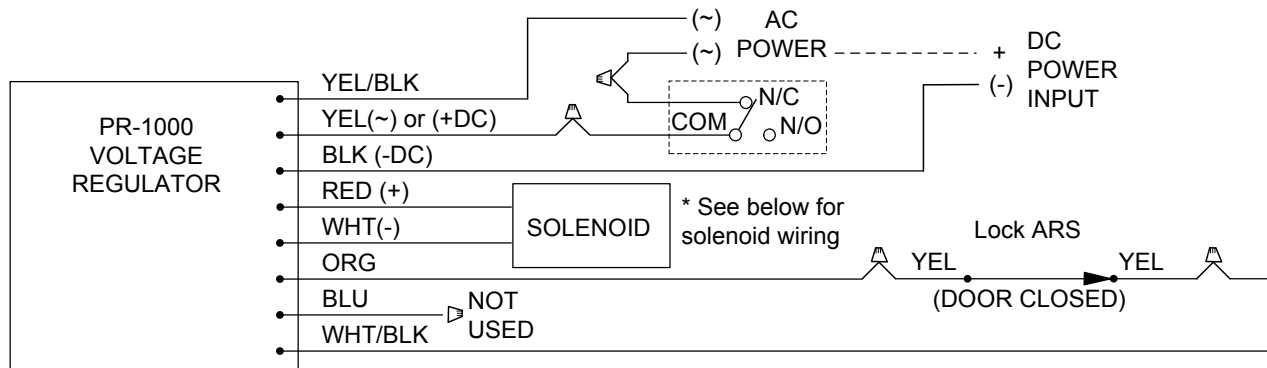 (~) AC
(~) POWER
+ DC
(-) POWER
INPUT
PR-1000
VOLTAGE
REGULATOR
YEL/BLK
YEL(~) or (+DC)
BLK (-DC)
RED (+)
WHT(-)
ORG
BLU
WHT/BLK
N/C
COM
N/O
SOLENOID
* See below for
solenoid wiring
Lock ARS
YEL
YEL
(DOOR CLOSED)
NOT
USED